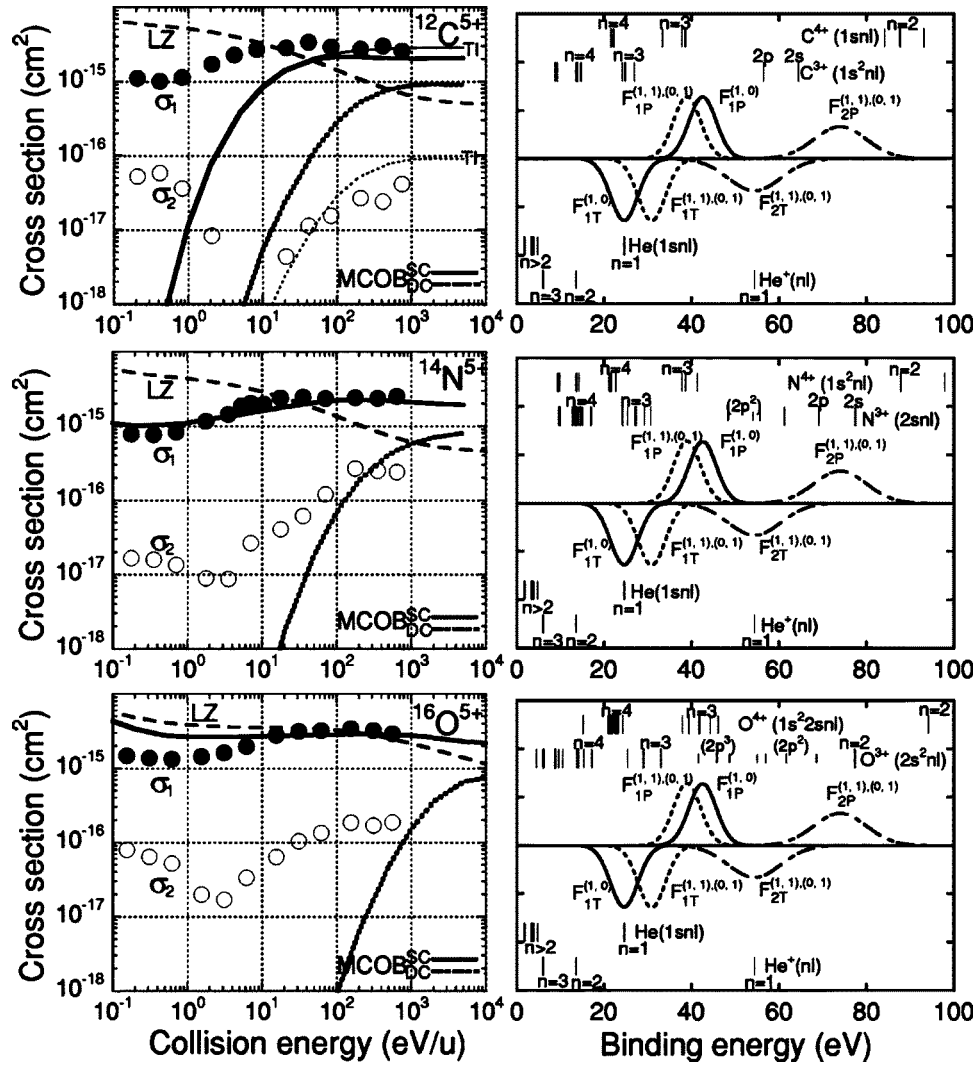 Cross section (cm²)
10⁻¹⁵
10⁻¹⁶
10⁻¹⁷
10⁻¹⁸
LZ
¹²C⁵⁺
TI
σ₁
TI
σ₂
MCOB SC
DC
10⁻¹ 10⁰ 10¹ 10² 10³ 10⁴
n=4 n=3 n=2
C⁴⁺ (1snl)
n=4 n=3 2p 2s
C³⁺ (1s²nl)
F₁P⁽¹,¹⁾,⁽⁰,¹⁾ F₁P⁽¹,⁰⁾ F₂P⁽¹,¹⁾,⁽⁰,¹⁾
F₁T⁽¹,⁰⁾ F₁T⁽¹,¹⁾,⁽⁰,¹⁾ F₂T⁽¹,¹⁾,⁽⁰,¹⁾
He(1snl)
n>2 n=1
He⁺(nl)
n=3 n=2 n=1
0 20 40 60 80 100
Cross section (cm²)
10⁻¹⁵
10⁻¹⁶
10⁻¹⁷
10⁻¹⁸
LZ
¹⁴N⁵⁺
σ₁
σ₂
MCOB SC
DC
10⁻¹ 10⁰ 10¹ 10² 10³ 10⁴
n=4 n=3 n=2
N⁴⁺ (1s²nl)
n=4 n=3 (2p²) 2p 2s
N³⁺ (2snl)
F₁P⁽¹,¹⁾,⁽⁰,¹⁾ F₁P⁽¹,⁰⁾ F₂P⁽¹,¹⁾,⁽⁰,¹⁾
F₁T⁽¹,⁰⁾ F₁T⁽¹,¹⁾,⁽⁰,¹⁾ F₂T⁽¹,¹⁾,⁽⁰,¹⁾
He(1snl)
n>2 n=1
He⁺(nl)
n=3 n=2 n=1
0 20 40 60 80 100
Cross section (cm²)
10⁻¹⁵
10⁻¹⁶
10⁻¹⁷
10⁻¹⁸
LZ
¹⁶O⁵⁺
σ₁
σ₂
MCOB SC
DC
10⁻¹ 10⁰ 10¹ 10² 10³ 10⁴
Collision energy (eV/u)
n=4 n=3 n=2
O⁴⁺ (1s²2snl)
n=4 n=3 (2p³) (2p²) n=2
O³⁺ (2s²nl)
F₁P⁽¹,¹⁾,⁽⁰,¹⁾ F₁P⁽¹,⁰⁾ F₂P⁽¹,¹⁾,⁽⁰,¹⁾
F₁T⁽¹,⁰⁾ F₁T⁽¹,¹⁾,⁽⁰,¹⁾ F₂T⁽¹,¹⁾,⁽⁰,¹⁾
He(1snl)
n>2 n=1
He⁺(nl)
n=3 n=2 n=1
0 20 40 60 80 100
Binding energy (eV)